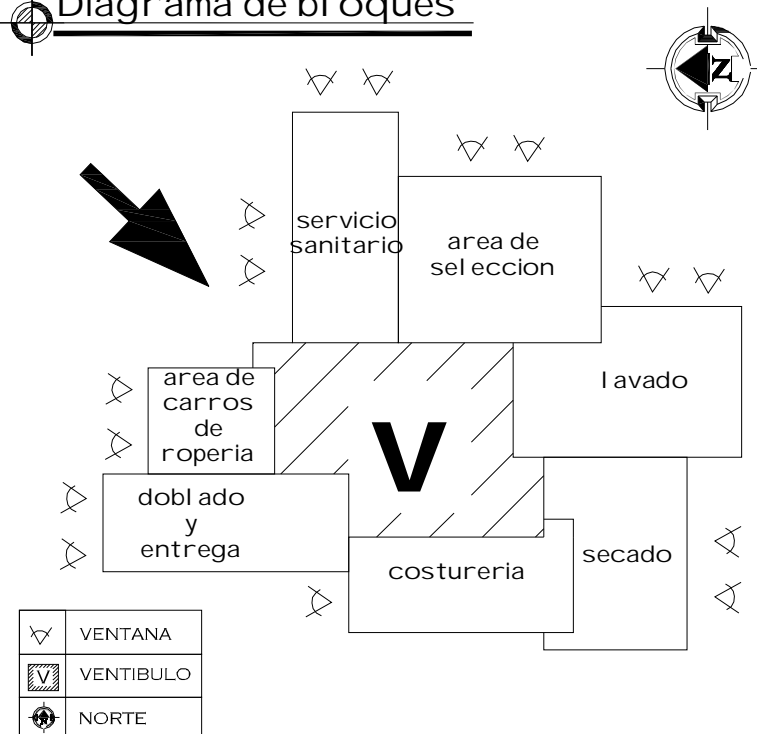 Diagrama de bloques
N
servicio
sanitario
area de
seleccion
lavado
area de
carros
de
roperia
V
doblado
y
entrega
costureria
secado
VENTANA
V VENTIBULO
NORTE